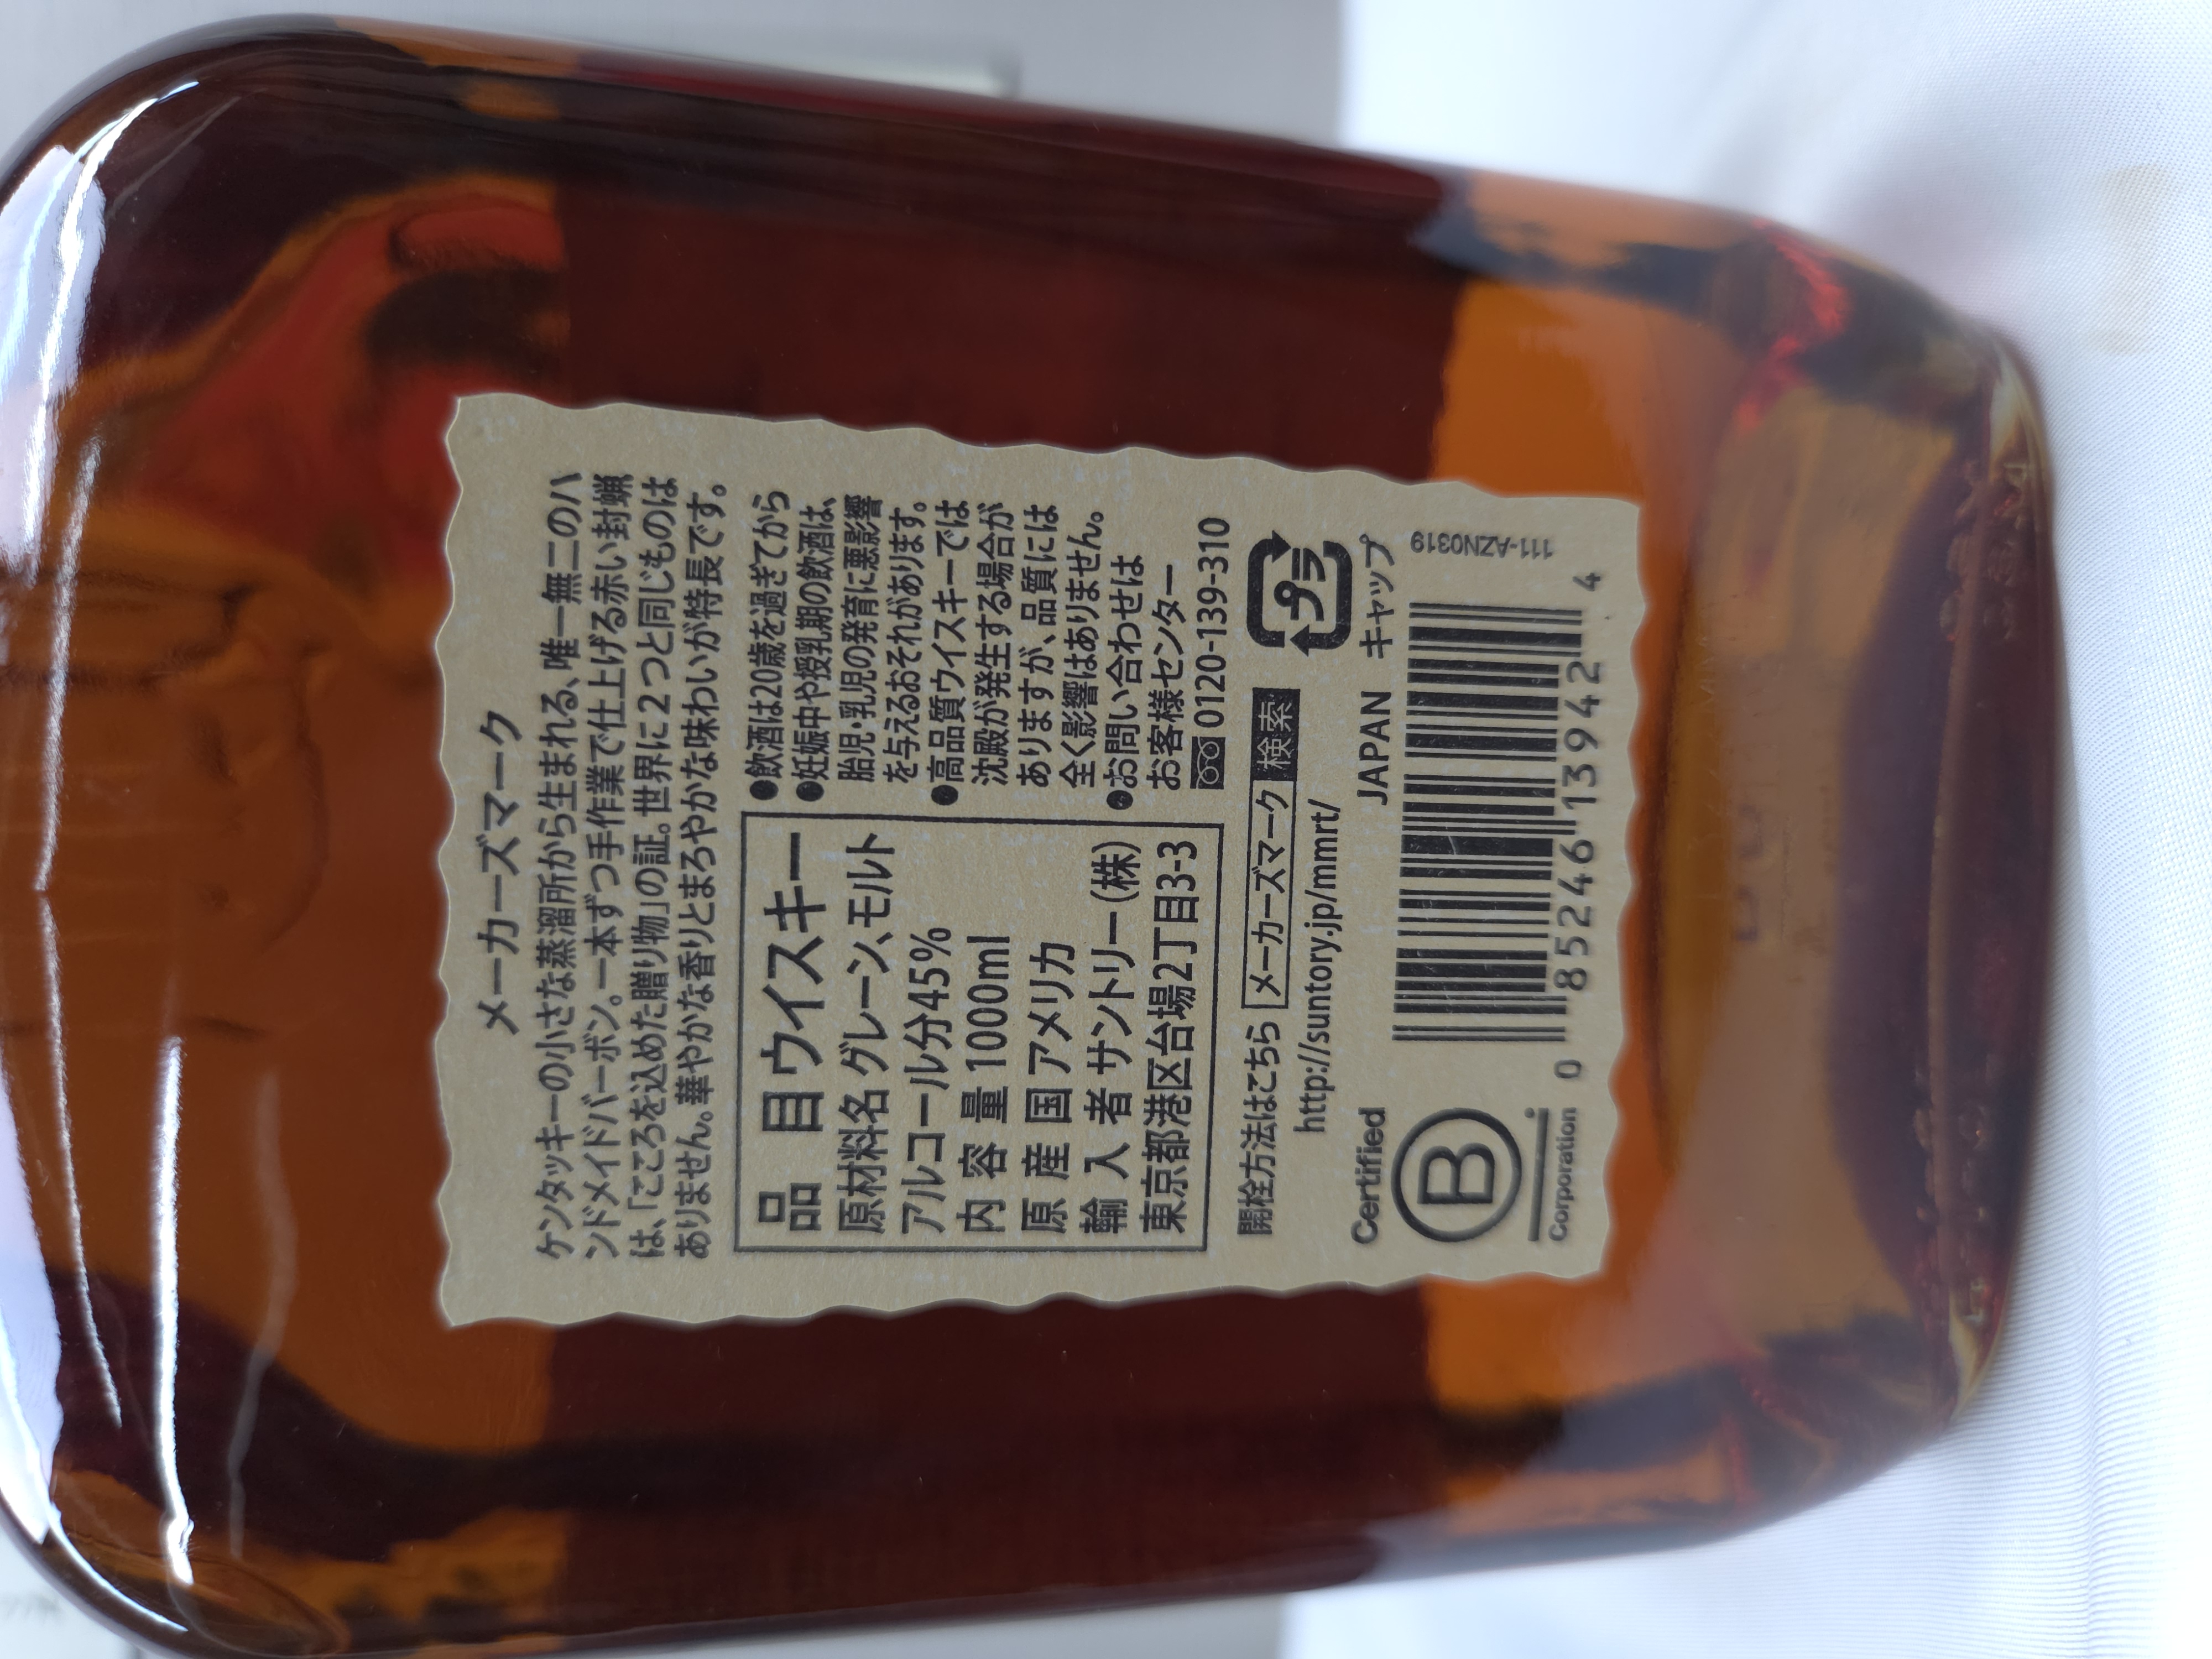 メーカーズマーク
ケンタッキーの小さな蒸溜所から生まれる、唯一無二のハ
ンドメイドバーボン。一本ずつ手作業で仕上げる赤い封蝋
は、「こころを込めた贈り物」の証。世界に2つと同じものは
ありません。華やかな香りとまろやかな味わいが特長です。
品目 ウイスキー
原材料名 グレーン、モルト
アルコール分45%
内容量 1000ml
原産国 アメリカ
輸入者 サントリー(株)
東京都港区台場2丁目3-3
●飲酒は20歳を過ぎてから
●妊娠中や授乳期の飲酒は、
胎児・乳児の発育に悪影響
を与えるおそれがあります。
●高品質ウイスキーでは
沈殿が発生する場合が
ありますが、品質には
全く影響はありません。
●お問い合わせは
お客様センター
0120-139-310
開栓方法はこちら メーカーズマーク 検索
http://suntory.jp/mmrt/
プラ
キャップ
JAPAN
Certified
B
Corporation
0 85246 13942 4
111-AZN0319